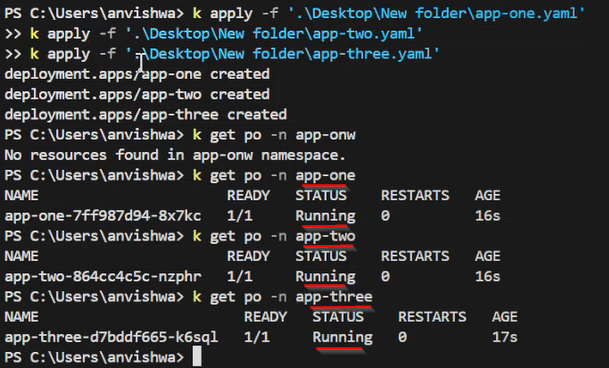 PS C:\Users\anvishwa> k apply -f '.\Desktop\New folder\app-one.yaml'
>> k apply -f '.\Desktop\New folder\app-two.yaml'
>> k apply -f '.\Desktop\New folder\app-three.yaml'
deployment.apps/app-one created
deployment.apps/app-two created
deployment.apps/app-three created
PS C:\Users\anvishwa> k get po -n app-onw
No resources found in app-onw namespace.
PS C:\Users\anvishwa> k get po -n app-one
NAME READY STATUS RESTARTS AGE
app-one-7ff987d94-8x7kc 1/1 Running 0 16s
PS C:\Users\anvishwa> k get po -n app-two
NAME READY STATUS RESTARTS AGE
app-two-864cc4c5c-nzphr 1/1 Running 0 16s
PS C:\Users\anvishwa> k get po -n app-three
NAME READY STATUS RESTARTS AGE
app-three-d7bddf665-k6sql 1/1 Running 0 17s
PS C:\Users\anvishwa>